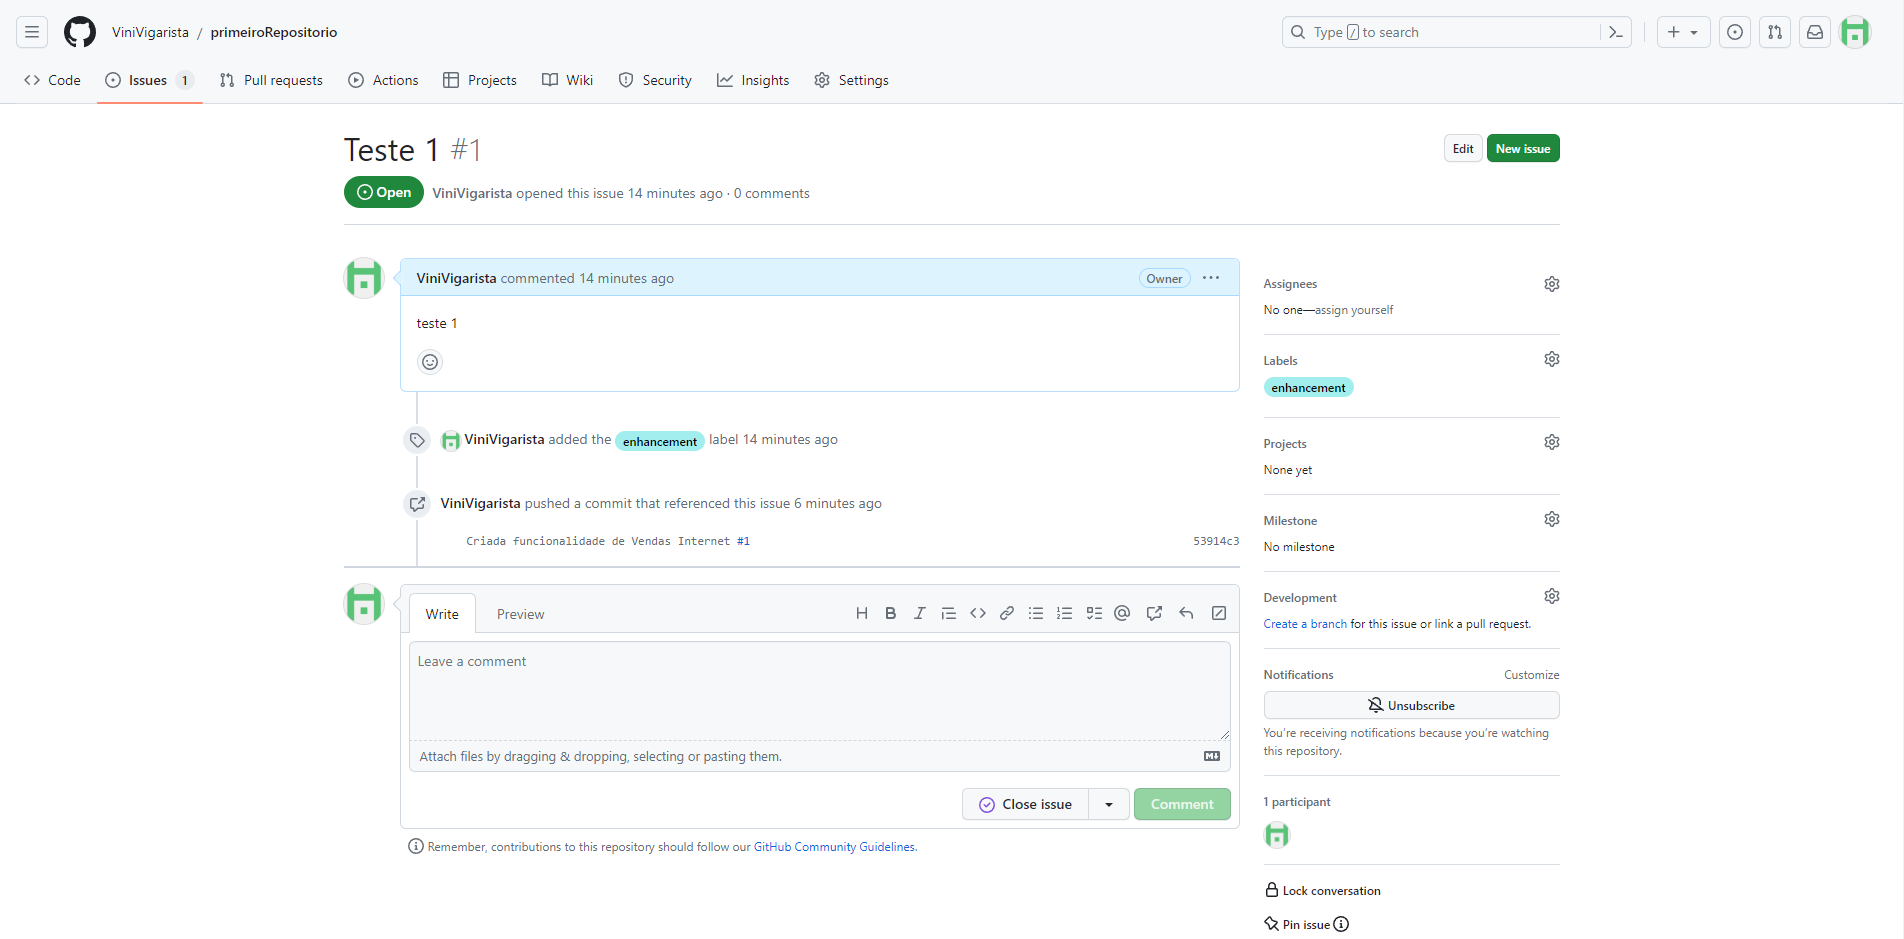 ViniVigarista / primeiroRepositorio
Type / to search
Code
Issues 1
Pull requests
Actions
Projects
Wiki
Security
Insights
Settings
Teste 1 #1
Edit
New issue
Open
ViniVigarista opened this issue 14 minutes ago · 0 comments
ViniVigarista commented 14 minutes ago
Owner
teste 1
ViniVigarista added the enhancement label 14 minutes ago
ViniVigarista pushed a commit that referenced this issue 6 minutes ago
Criada funcionalidade de Vendas Internet #1
53914c3
Write
Preview
Leave a comment
Attach files by dragging & dropping, selecting or pasting them.
Close issue
Comment
Remember, contributions to this repository should follow our GitHub Community Guidelines.
Assignees
No one—assign yourself
Labels
enhancement
Projects
None yet
Milestone
No milestone
Development
Create a branch for this issue or link a pull request.
Notifications
Customize
Unsubscribe
You're receiving notifications because you're watching
this repository.
1 participant
Lock conversation
Pin issue